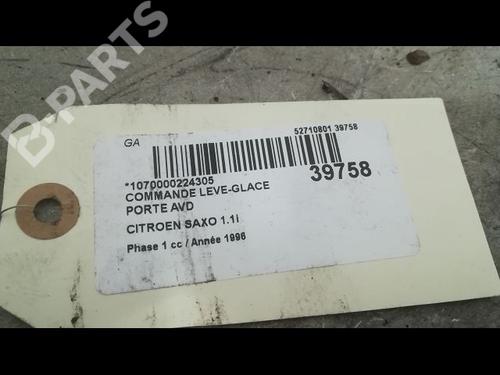 B-PARTS
GA
52710801 39758
*1070000224305
39758
COMMANDE LEVE-GLACE
PORTE AVD
CITROEN SAXO 1.1i
Phase 1 cc / Année 1996